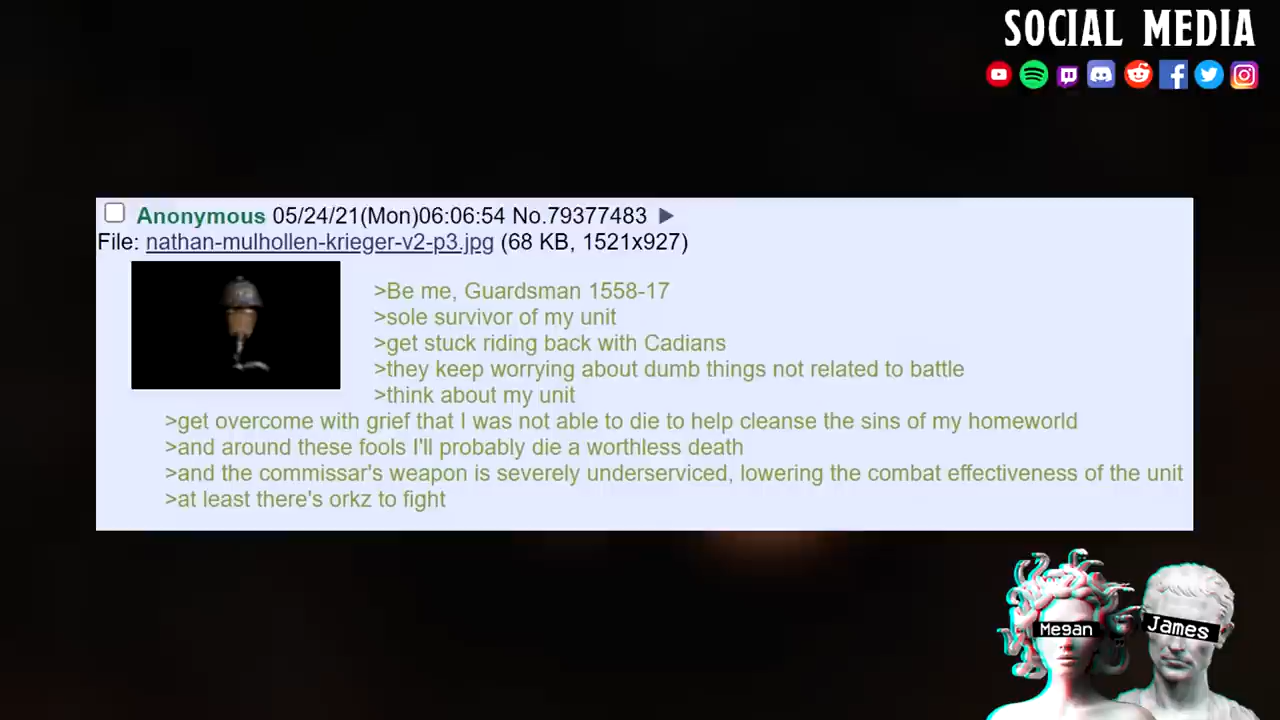 SOCIAL MEDIA
Anonymous 05/24/21(Mon)06:06:54 No.79377483 ▶
File: nathan-mulhollen-krieger-v2-p3.jpg (68 KB, 1521x927)
>Be me, Guardsman 1558-17
>sole survivor of my unit
>get stuck riding back with Cadians
>they keep worrying about dumb things not related to battle
>think about my unit
>get overcome with grief that I was not able to die to help cleanse the sins of my homeworld
>and around these fools I'll probably die a worthless death
>and the commissar's weapon is severely underserviced, lowering the combat effectiveness of the unit
>at least there's orkz to fight
Megan
James